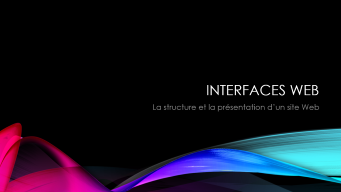 INTERFACES WEB
La structure et la présentation d'un site Web